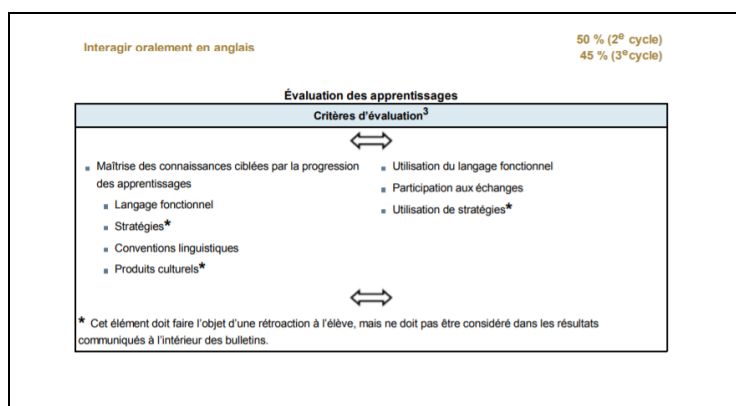 Interagir oralement en anglais
50 % (2e cycle)
45 % (3e cycle)
Évaluation des apprentissages
Critères d'évaluation3
Maîtrise des connaissances ciblées par la progression
des apprentissages
Langage fonctionnel
Stratégies*
Conventions linguistiques
Produits culturels*
Utilisation du langage fonctionnel
Participation aux échanges
Utilisation de stratégies*
* Cet élément doit faire l'objet d'une rétroaction à l'élève, mais ne doit pas être considéré dans les résultats
communiqués à l'intérieur des bulletins.